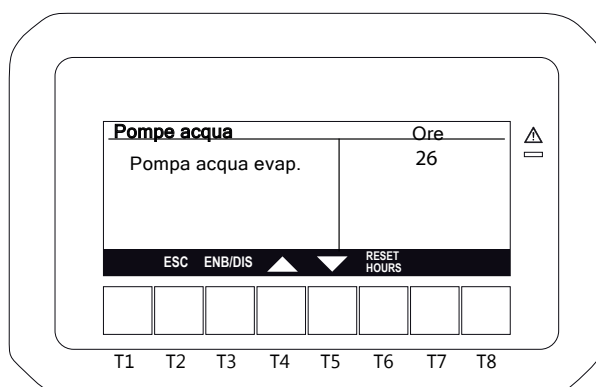 Pompe acqua Ore
Pompa acqua evap. 26
ESC ENB/DIS RESET HOURS
T1 T2 T3 T4 T5 T6 T7 T8